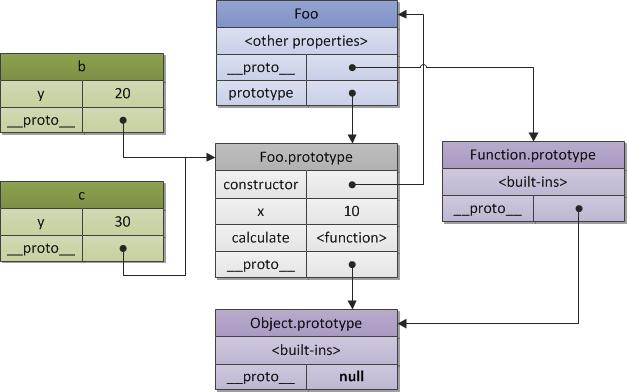 Foo
<other properties>
__proto__
prototype
b
y 20
__proto__
Foo.prototype
constructor
x 10
calculate <function>
__proto__
Function.prototype
<built-ins>
__proto__
c
y 30
__proto__
Object.prototype
<built-ins>
__proto__ null